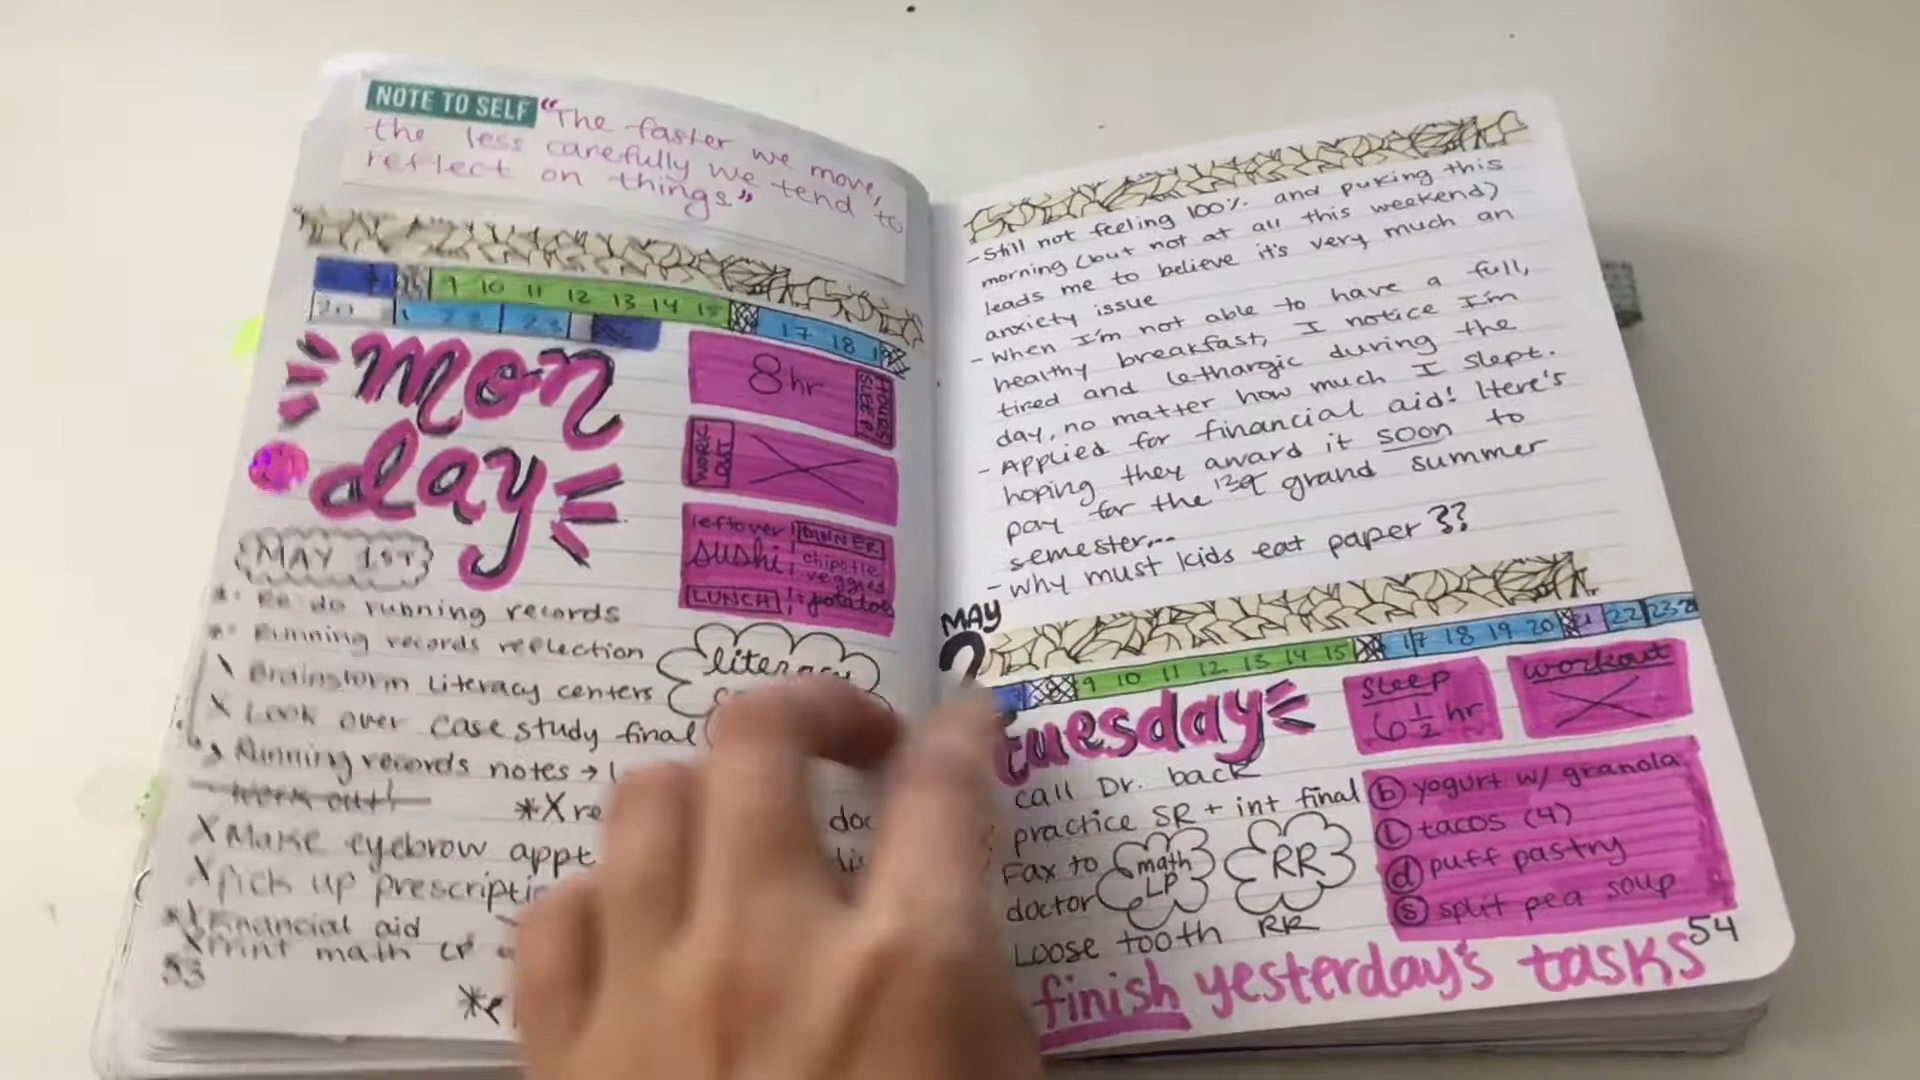 NOTE TO SELF "The faster we move,
the less carefully we tend to
reflect on things."
9 10 11 12 13 14 15
17 18
20
22 23
mon
day
8hr
HOURS SLEEP
WORK OUT
leftover DINNER
sushi chipotle
veggies
LUNCH + potatoes
MAY 1ST
Re do running records
Running records reflection
Brainstorm literacy centers
X Look over case study final
Running records notes →
work out!
literacy
*X re
X Make eyebrow appt
X Pick up
X Financial aid
X Print math LP
53
- Still not feeling 100% and puking this
morning (but not at all this weekend)
leads me to believe it's very much an
anxiety issue
- When I'm not able to have a full,
healthy breakfast, I notice I'm
tired and lethargic during the
day, no matter how much I slept.
- Applied for financial aid! Here's
hoping they award it soon to
pay for the grand summer
semester...
- Why must kids eat paper??
MAY
2
9 10 11 12 13 14 15 17 18 19 20 21 22 23
tuesday
sleep
6 1/2 hr
workout
call Dr. back
practice SR + int final
Fax to
doctor
math
LP
RR
Loose tooth RR
b yogurt w/ granola
L tacos (4)
d puff pastry
s split pea soup
finish yesterday's tasks
54